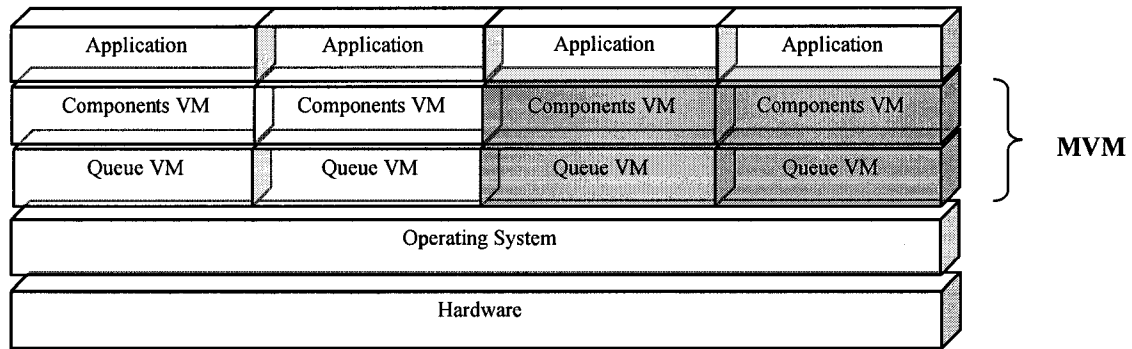 Application Application Application Application
Components VM Components VM Components VM Components VM
MVM
Queue VM Queue VM Queue VM Queue VM
Operating System
Hardware